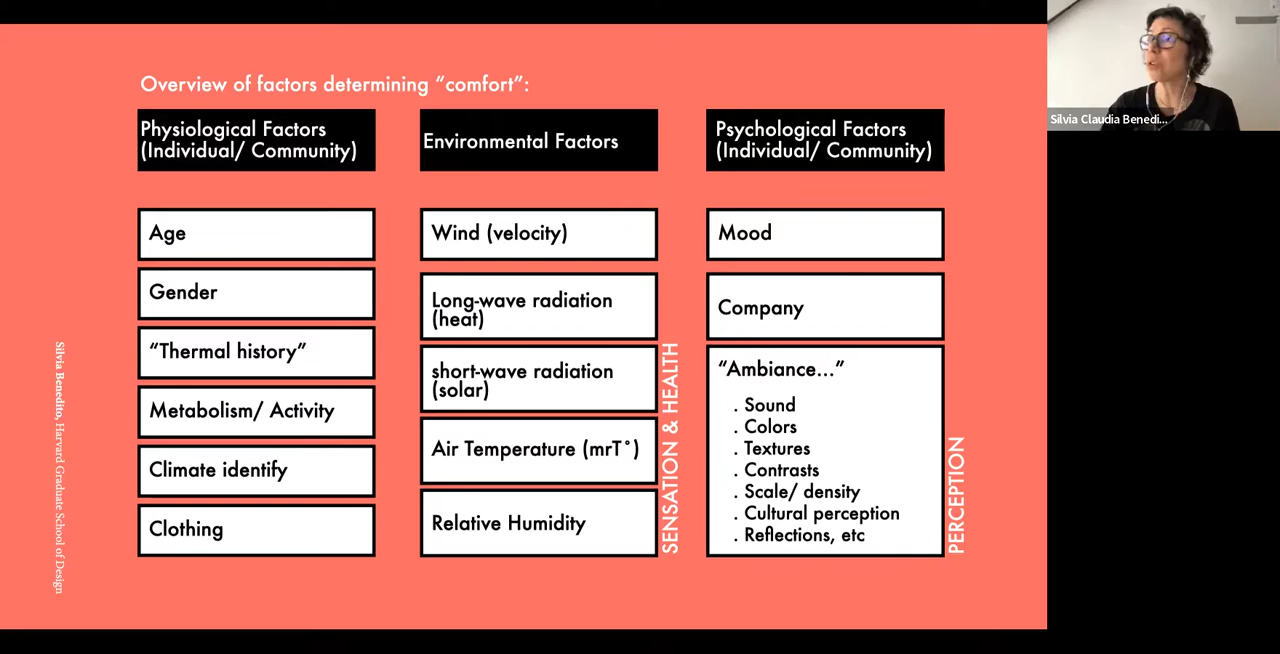 Overview of factors determining “comfort”:
Physiological Factors
(Individual/ Community)
Age
Gender
“Thermal history”
Metabolism/ Activity
Climate identify
Clothing
Environmental Factors
Wind (velocity)
Long-wave radiation
(heat)
short-wave radiation
(solar)
Air Temperature (mrT°)
Relative Humidity
SENSATION & HEALTH
Psychological Factors
(Individual/ Community)
Mood
Company
“Ambiance...”
. Sound
. Colors
. Textures
. Contrasts
. Scale/ density
. Cultural perception
. Reflections, etc
PERCEPTION
Silvia Benedito, Harvard Graduate School of Design
Silvia Claudia Benedi...